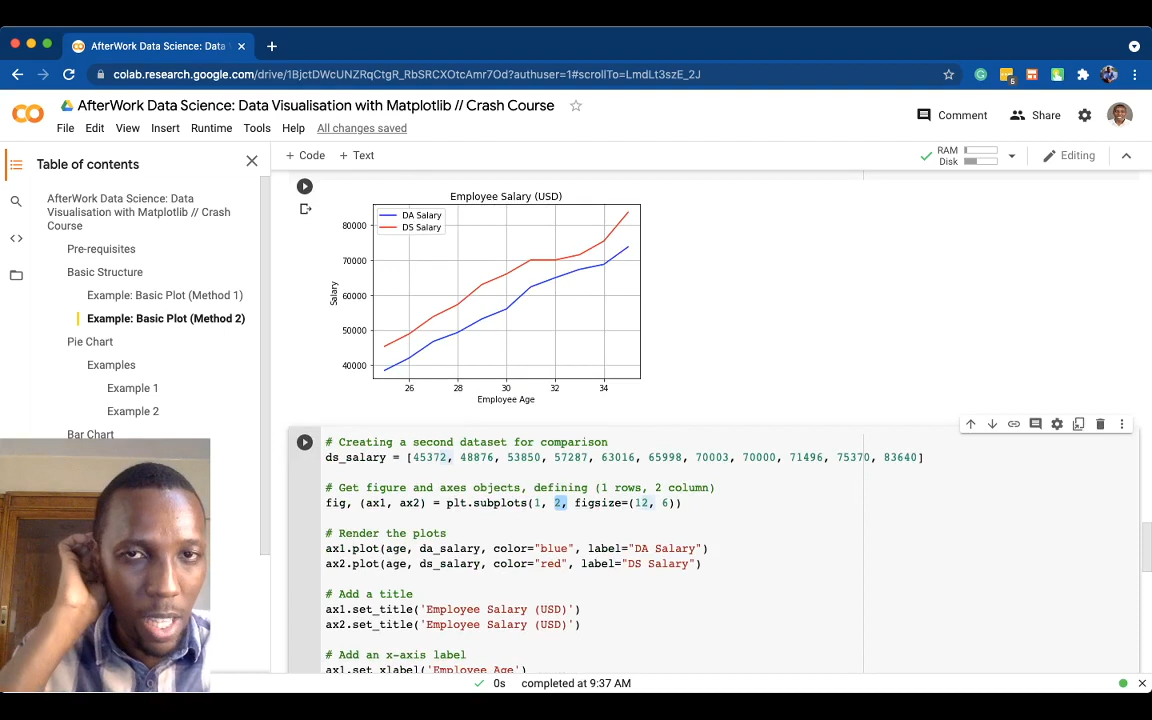 AfterWork Data Science: Data
colab.research.google.com/drive/1BjctDWcUNZRqCtgR_RbSRCXOtcAmr7Od?authuser=1#scrollTo=LmdLt3szE_2J
5
AfterWork Data Science: Data Visualisation with Matplotlib // Crash Course
File Edit View Insert Runtime Tools Help All changes saved
Comment Share
Table of contents
+ Code + Text
RAM
Disk
Editing
AfterWork Data Science: Data
Visualisation with Matplotlib // Crash
Course
Pre-requisites
Basic Structure
Example: Basic Plot (Method 1)
Example: Basic Plot (Method 2)
Pie Chart
Examples
Example 1
Example 2
Bar Chart
Employee Salary (USD)
DA Salary
DS Salary
80000
70000
60000
50000
40000
Salary
26 28 30 32 34
Employee Age
# Creating a second dataset for comparison
ds_salary = [45372, 48876, 53850, 57287, 63016, 65998, 70003, 70000, 71496, 75370, 83640]
# Get figure and axes objects, defining (1 rows, 2 column)
fig, (ax1, ax2) = plt.subplots(1, 2, figsize=(12, 6))
# Render the plots
ax1.plot(age, da_salary, color="blue", label="DA Salary")
ax2.plot(age, ds_salary, color="red", label="DS Salary")
# Add a title
ax1.set_title('Employee Salary (USD)')
ax2.set_title('Employee Salary (USD)')
# Add an x-axis label
ax1.set_xlabel('Employee Age')
0s completed at 9:37 AM